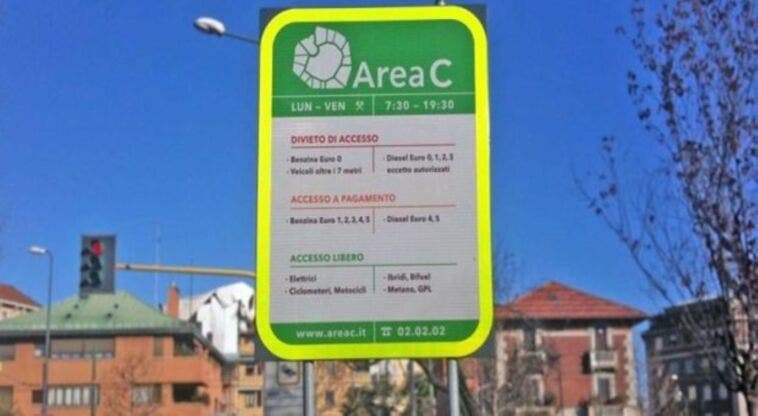 Area C
LUN – VEN 7:30 – 19:30
DIVIETO DI ACCESSO
- Benzina Euro 0
- Veicoli oltre i 7 metri
- Diesel Euro 0, 1, 2, 3
eccetto autorizzati
ACCESSO A PAGAMENTO
- Benzina Euro 1, 2, 3, 4, 5
- Diesel Euro 4, 5
ACCESSO LIBERO
- Elettrici
- Ciclomotori, Motocicli
- Ibridi, Bifuel
- Metano, GPL
www.areac.it ☎ 02.02.02